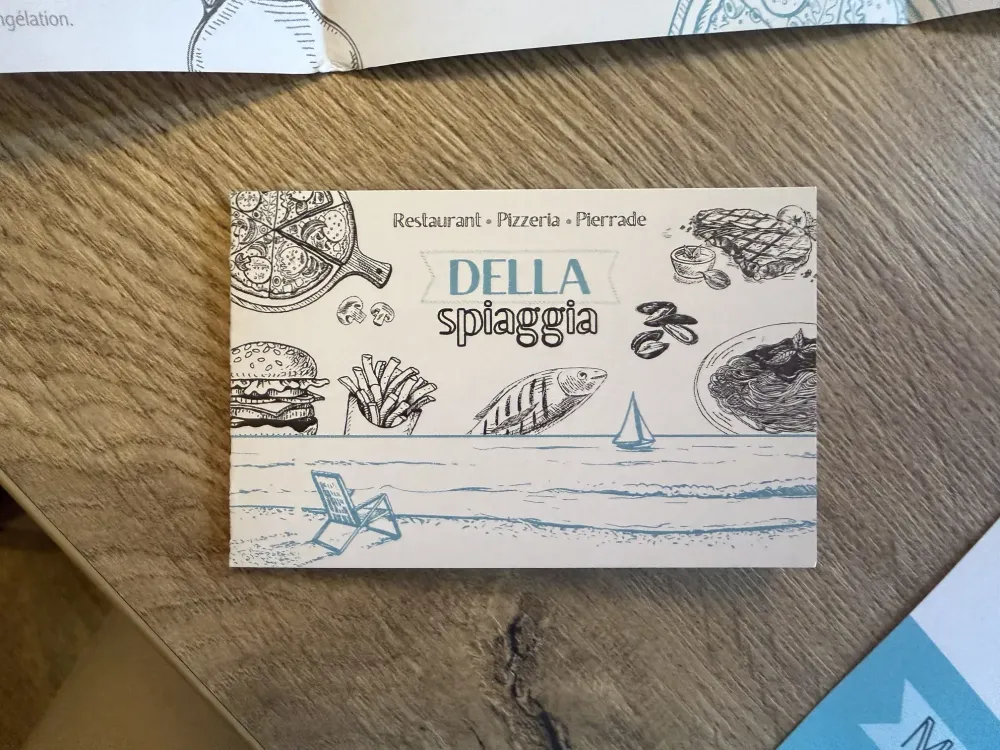 ngélation.
Restaurant • Pizzeria • Pierrade
DELLA
spiaggia